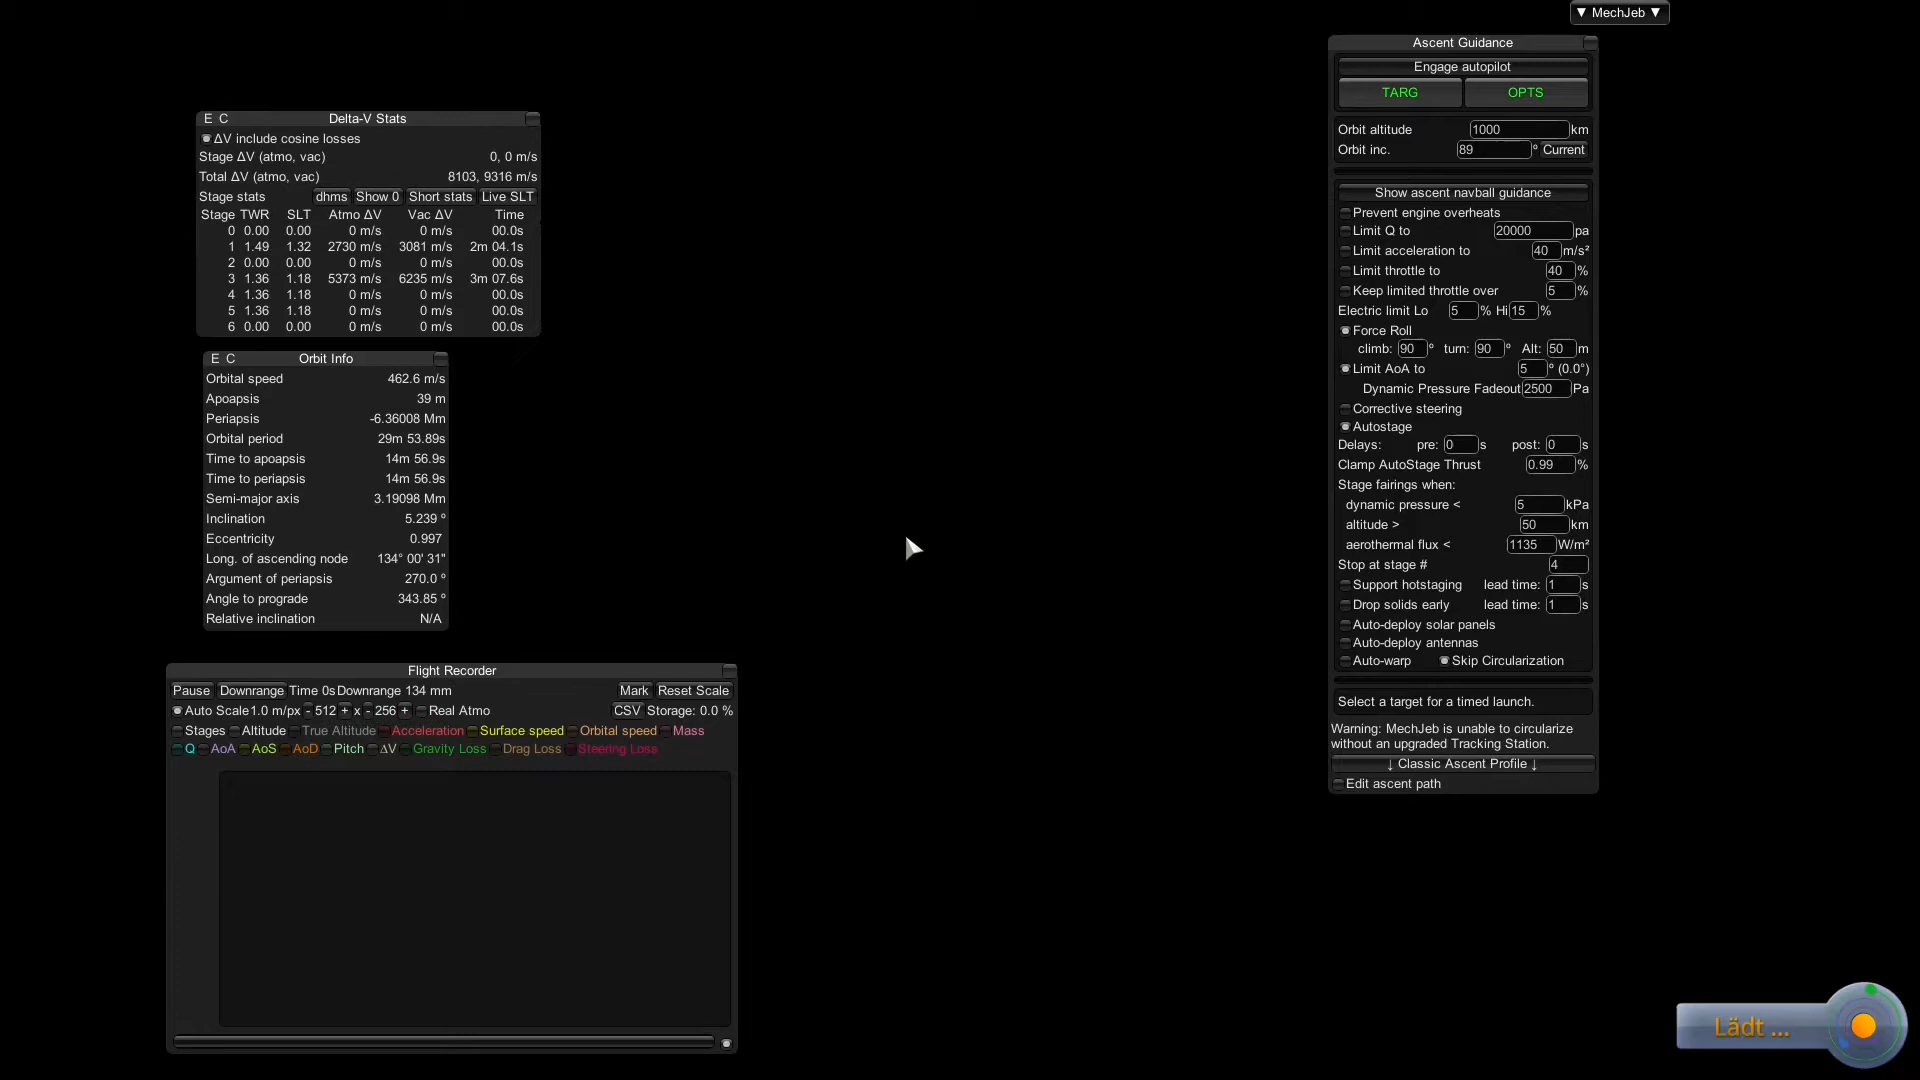 ▼ MechJeb ▼
Ascent Guidance
Engage autopilot
TARG OPTS
Orbit altitude 1000 km
Orbit inc. 89 º Current
Show ascent navball guidance
Prevent engine overheats
Limit Q to 20000 pa
Limit acceleration to 40 m/s²
Limit throttle to 40 %
Keep limited throttle over 5 %
Electric limit Lo 5 % Hi 15 %
Force Roll
climb: 90 º turn: 90 º Alt: 50 m
Limit AoA to 5 º (0.0°)
Dynamic Pressure Fadeout 2500 Pa
Corrective steering
Autostage
Delays: pre: 0 s post: 0 s
Clamp AutoStage Thrust 0.99 %
Stage fairings when:
dynamic pressure < 5 kPa
altitude > 50 km
aerothermal flux < 1135 W/m²
Stop at stage # 4
Support hotstaging lead time: 1 s
Drop solids early lead time: 1 s
Auto-deploy solar panels
Auto-deploy antennas
Auto-warp Skip Circularization
Select a target for a timed launch.
Warning: MechJeb is unable to circularize
without an upgraded Tracking Station.
↓ Classic Ascent Profile ↓
Edit ascent path
E C Delta-V Stats
ΔV include cosine losses
Stage ΔV (atmo, vac) 0, 0 m/s
Total ΔV (atmo, vac) 8103, 9316 m/s
Stage stats dhms Show 0 Short stats Live SLT
Stage TWR SLT Atmo ΔV Vac ΔV Time
0 0.00 0.00 0 m/s 0 m/s 00.0s
1 1.49 1.32 2730 m/s 3081 m/s 2m 04.1s
2 0.00 0.00 0 m/s 0 m/s 00.0s
3 1.36 1.18 5373 m/s 6235 m/s 3m 07.6s
4 1.36 1.18 0 m/s 0 m/s 00.0s
5 1.36 1.18 0 m/s 0 m/s 00.0s
6 0.00 0.00 0 m/s 0 m/s 00.0s
E C Orbit Info
Orbital speed 462.6 m/s
Apoapsis 39 m
Periapsis -6.36008 Mm
Orbital period 29m 53.89s
Time to apoapsis 14m 56.9s
Time to periapsis 14m 56.9s
Semi-major axis 3.19098 Mm
Inclination 5.239 º
Eccentricity 0.997
Long. of ascending node 134° 00' 31"
Argument of periapsis 270.0 º
Angle to prograde 343.85 º
Relative inclination N/A
Flight Recorder
Pause Downrange Time 0s Downrange 134 mm Mark Reset Scale
Auto Scale 1.0 m/px - 512 + x - 256 + Real Atmo CSV Storage: 0.0 %
Stages Altitude True Altitude Acceleration Surface speed Orbital speed Mass
Q AoA AoS AoD Pitch ΔV Gravity Loss Drag Loss Steering Loss
Lädt ...